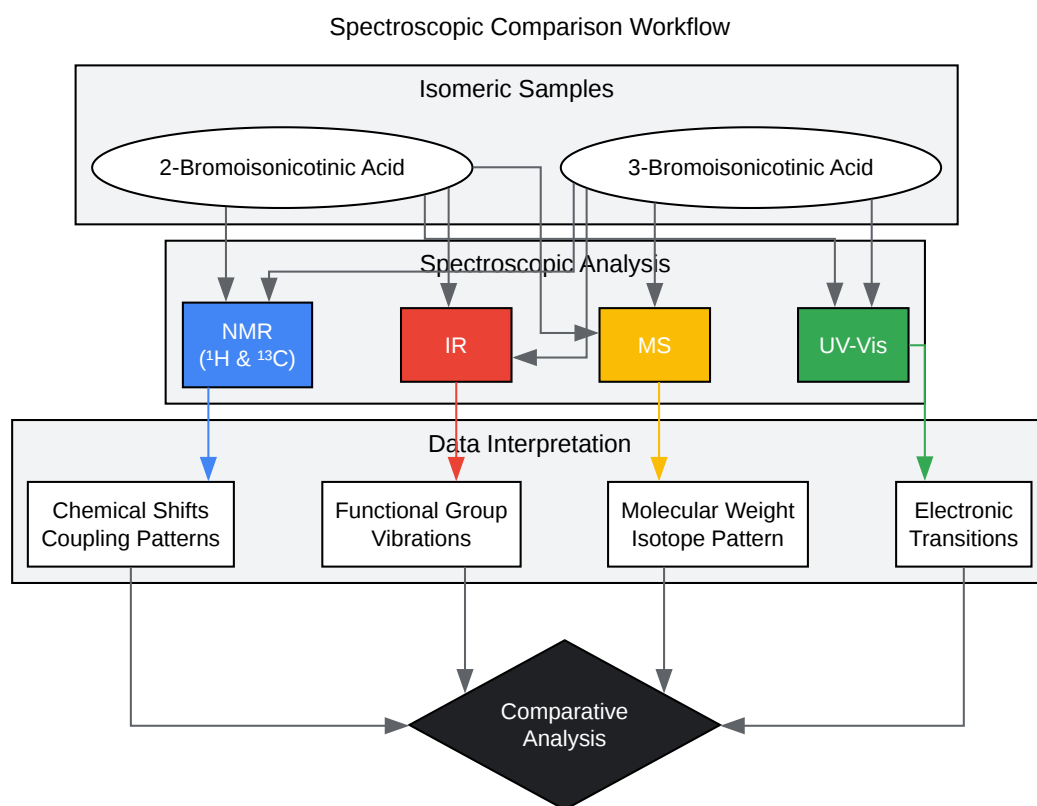 Spectroscopic Comparison Workflow
Isomeric Samples
2-Bromoisonicotinic Acid
3-Bromoisonicotinic Acid
Spectroscopic Analysis
NMR
(¹H & ¹³C)
IR
MS
UV-Vis
Data Interpretation
Chemical Shifts
Coupling Patterns
Functional Group
Vibrations
Molecular Weight
Isotope Pattern
Electronic
Transitions
Comparative
Analysis